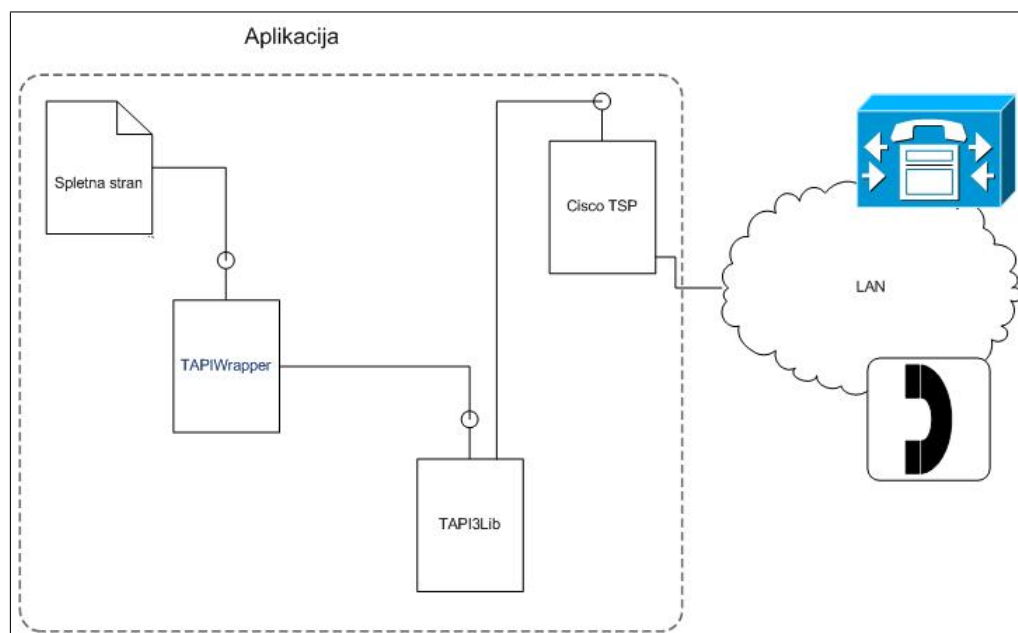 Aplikacija
Spletna stran
Cisco TSP
LAN
TAPIWrapper
TAPI3Lib